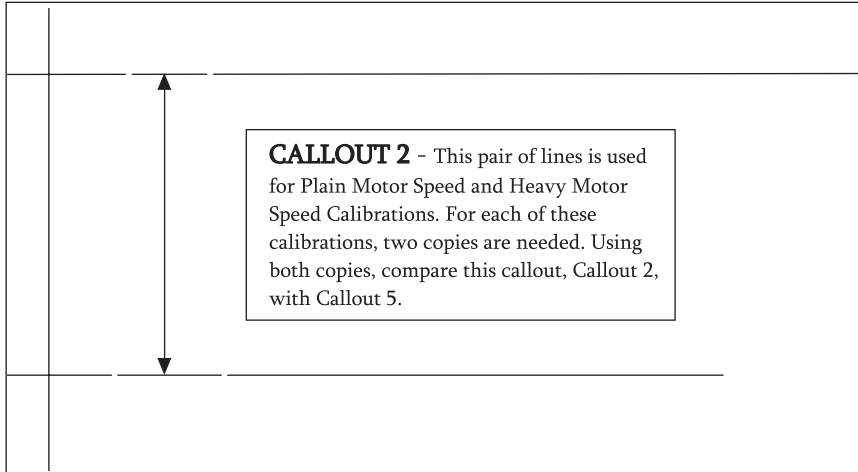 CALLOUT 2 - This pair of lines is used
for Plain Motor Speed and Heavy Motor
Speed Calibrations. For each of these
calibrations, two copies are needed. Using
both copies, compare this callout, Callout 2,
with Callout 5.